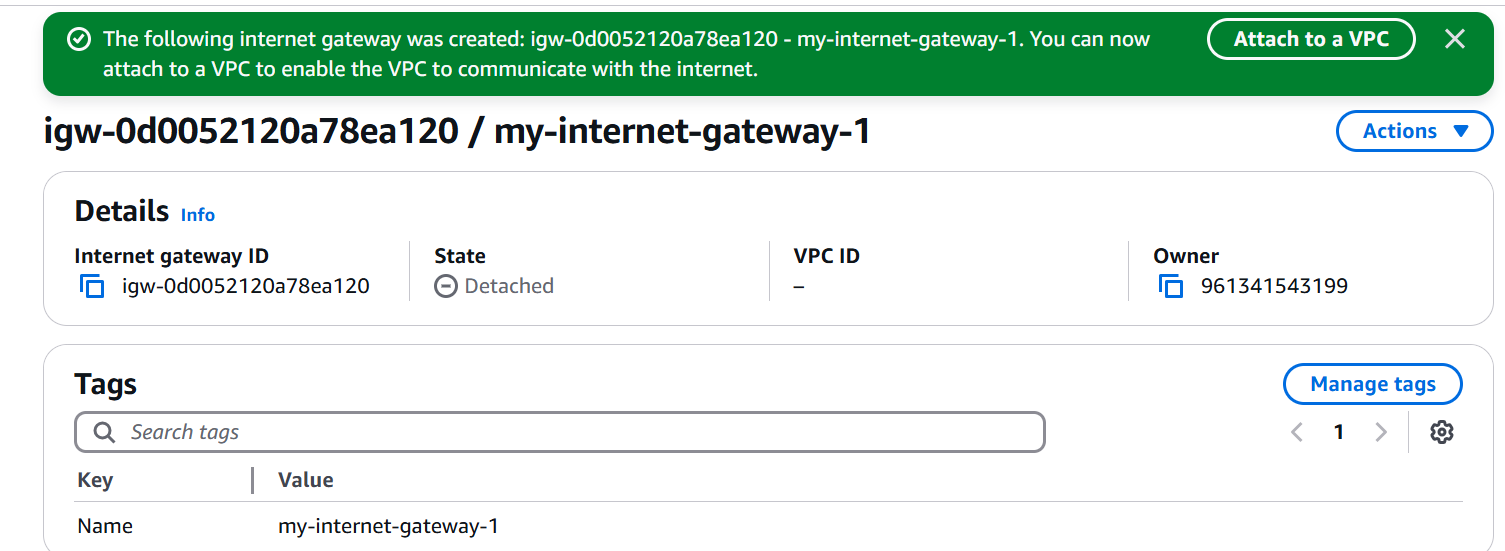 The following internet gateway was created: igw-0d0052120a78ea120 - my-internet-gateway-1. You can now
attach to a VPC to enable the VPC to communicate with the internet.
Attach to a VPC
igw-0d0052120a78ea120 / my-internet-gateway-1
Actions
Details Info
Internet gateway ID
igw-0d0052120a78ea120
State
Detached
VPC ID
–
Owner
961341543199
Tags
Manage tags
Search tags
1
Key Value
Name my-internet-gateway-1